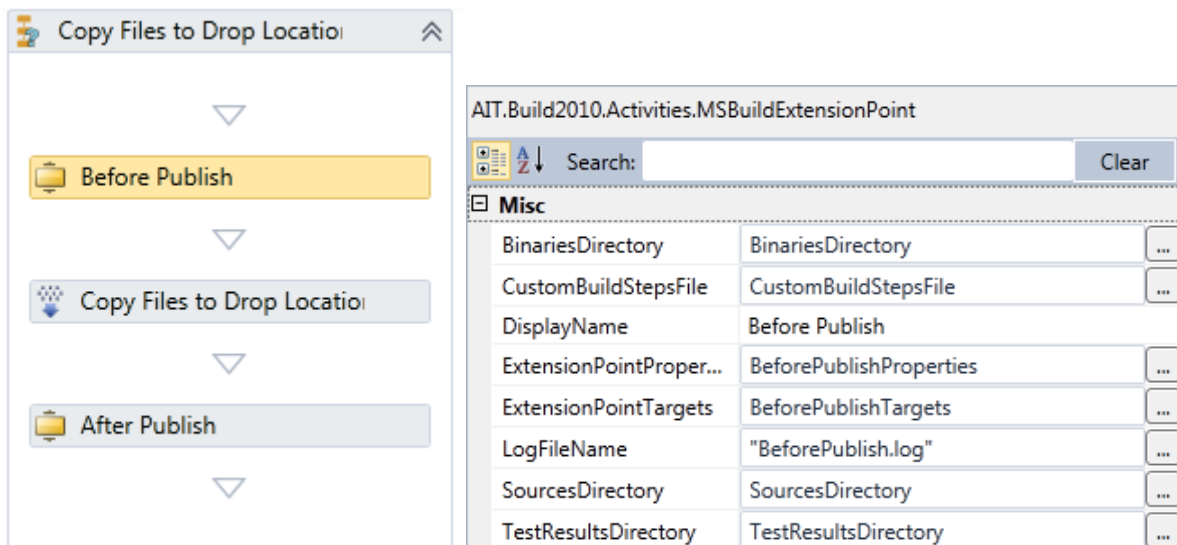 Copy Files to Drop Locatio
Before Publish
Copy Files to Drop Locatio
After Publish
AIT.Build2010.Activities.MSBuildExtensionPoint
Search: Clear
Misc
BinariesDirectory BinariesDirectory ...
CustomBuildStepsFile CustomBuildStepsFile ...
DisplayName Before Publish
ExtensionPointProper... BeforePublishProperties ...
ExtensionPointTargets BeforePublishTargets ...
LogFileName "BeforePublish.log" ...
SourcesDirectory SourcesDirectory ...
TestResultsDirectory TestResultsDirectory ...